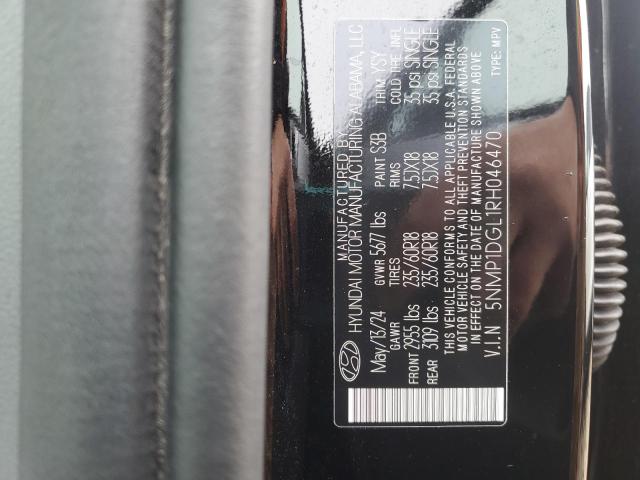 MANUFACTURED BY
HYUNDAI MOTOR MANUFACTURING ALABAMA, LLC
May/13/24 GVWR 5677 lbs PAINT S3B TRIM YSY
GAWR TIRES RIMS COLD TIRE INFL
FRONT 2955 lbs 235/60R18 7.5JX18 35 psi SINGLE
REAR 3109 lbs 235/60R18 7.5JX18 35 psi SINGLE
THIS VEHICLE CONFORMS TO ALL APPLICABLE U.S.A. FEDERAL
MOTOR VEHICLE SAFETY AND THEFT PREVENTION STANDARDS
IN EFFECT ON THE DATE OF MANUFACTURE SHOWN ABOVE
V.I.N 5NMP1DGL1RH046470 TYPE: MPV